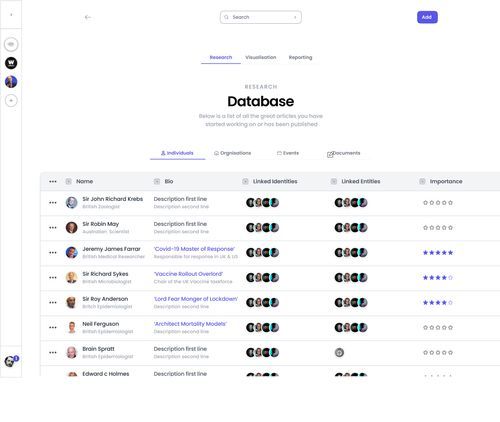 Search
Add
Research Visualisation Reporting
RESEARCH
Database
Below is a list of all the great articles you have
started working on or has been published
Individuals Orgnisations Events Documents
Name Bio Linked Identities Linked Entities Importance
Sir John Richard Krebs Description first line
British Zoologist Description second line
Sir Robin May Description first line
Australian, Scientist Description second line
Jeremy James Farrar 'Covid-19 Master of Response'
British Medical Researcher Responsible for response in UK & US
Sir Richard Sykes 'Vaccine Rollout Overlord'
British Microbiologist Chair of the UK Vaccine taskforce
Sir Roy Anderson 'Lord Fear Monger of Lockdown'
British Epidemiologist Description second line
Neil Ferguson 'Architect Mortality Models'
British Epidemiologist Description second line
Brain Spratt Description first line
British Epidemiologist Description second line
Edward c Holmes Description first line
1